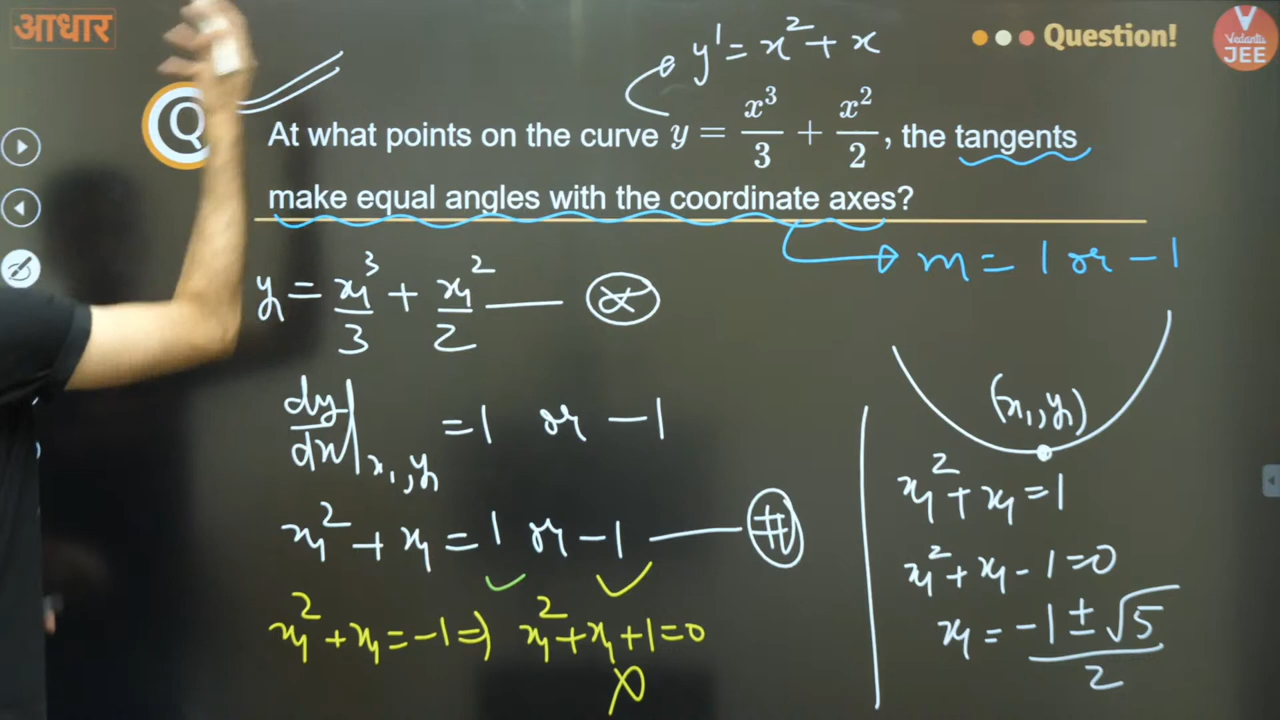 आधार
Question!
Vedantu
JEE
y' = x² + x
Q
At what points on the curve y = x³/3 + x²/2, the tangents
make equal angles with the coordinate axes?
m = 1 or -1
y₁ = x₁³/3 + x₁²/2 — *
dy/dx|x₁,y₁ = 1 or -1
x₁² + x₁ = 1 or -1 — #
x₁² + x₁ = -1 ⇒ x₁² + x₁ + 1 = 0
(x₁, y₁)
x₁² + x₁ = 1
x₁² + x₁ - 1 = 0
x₁ = (-1 ± √5)/2